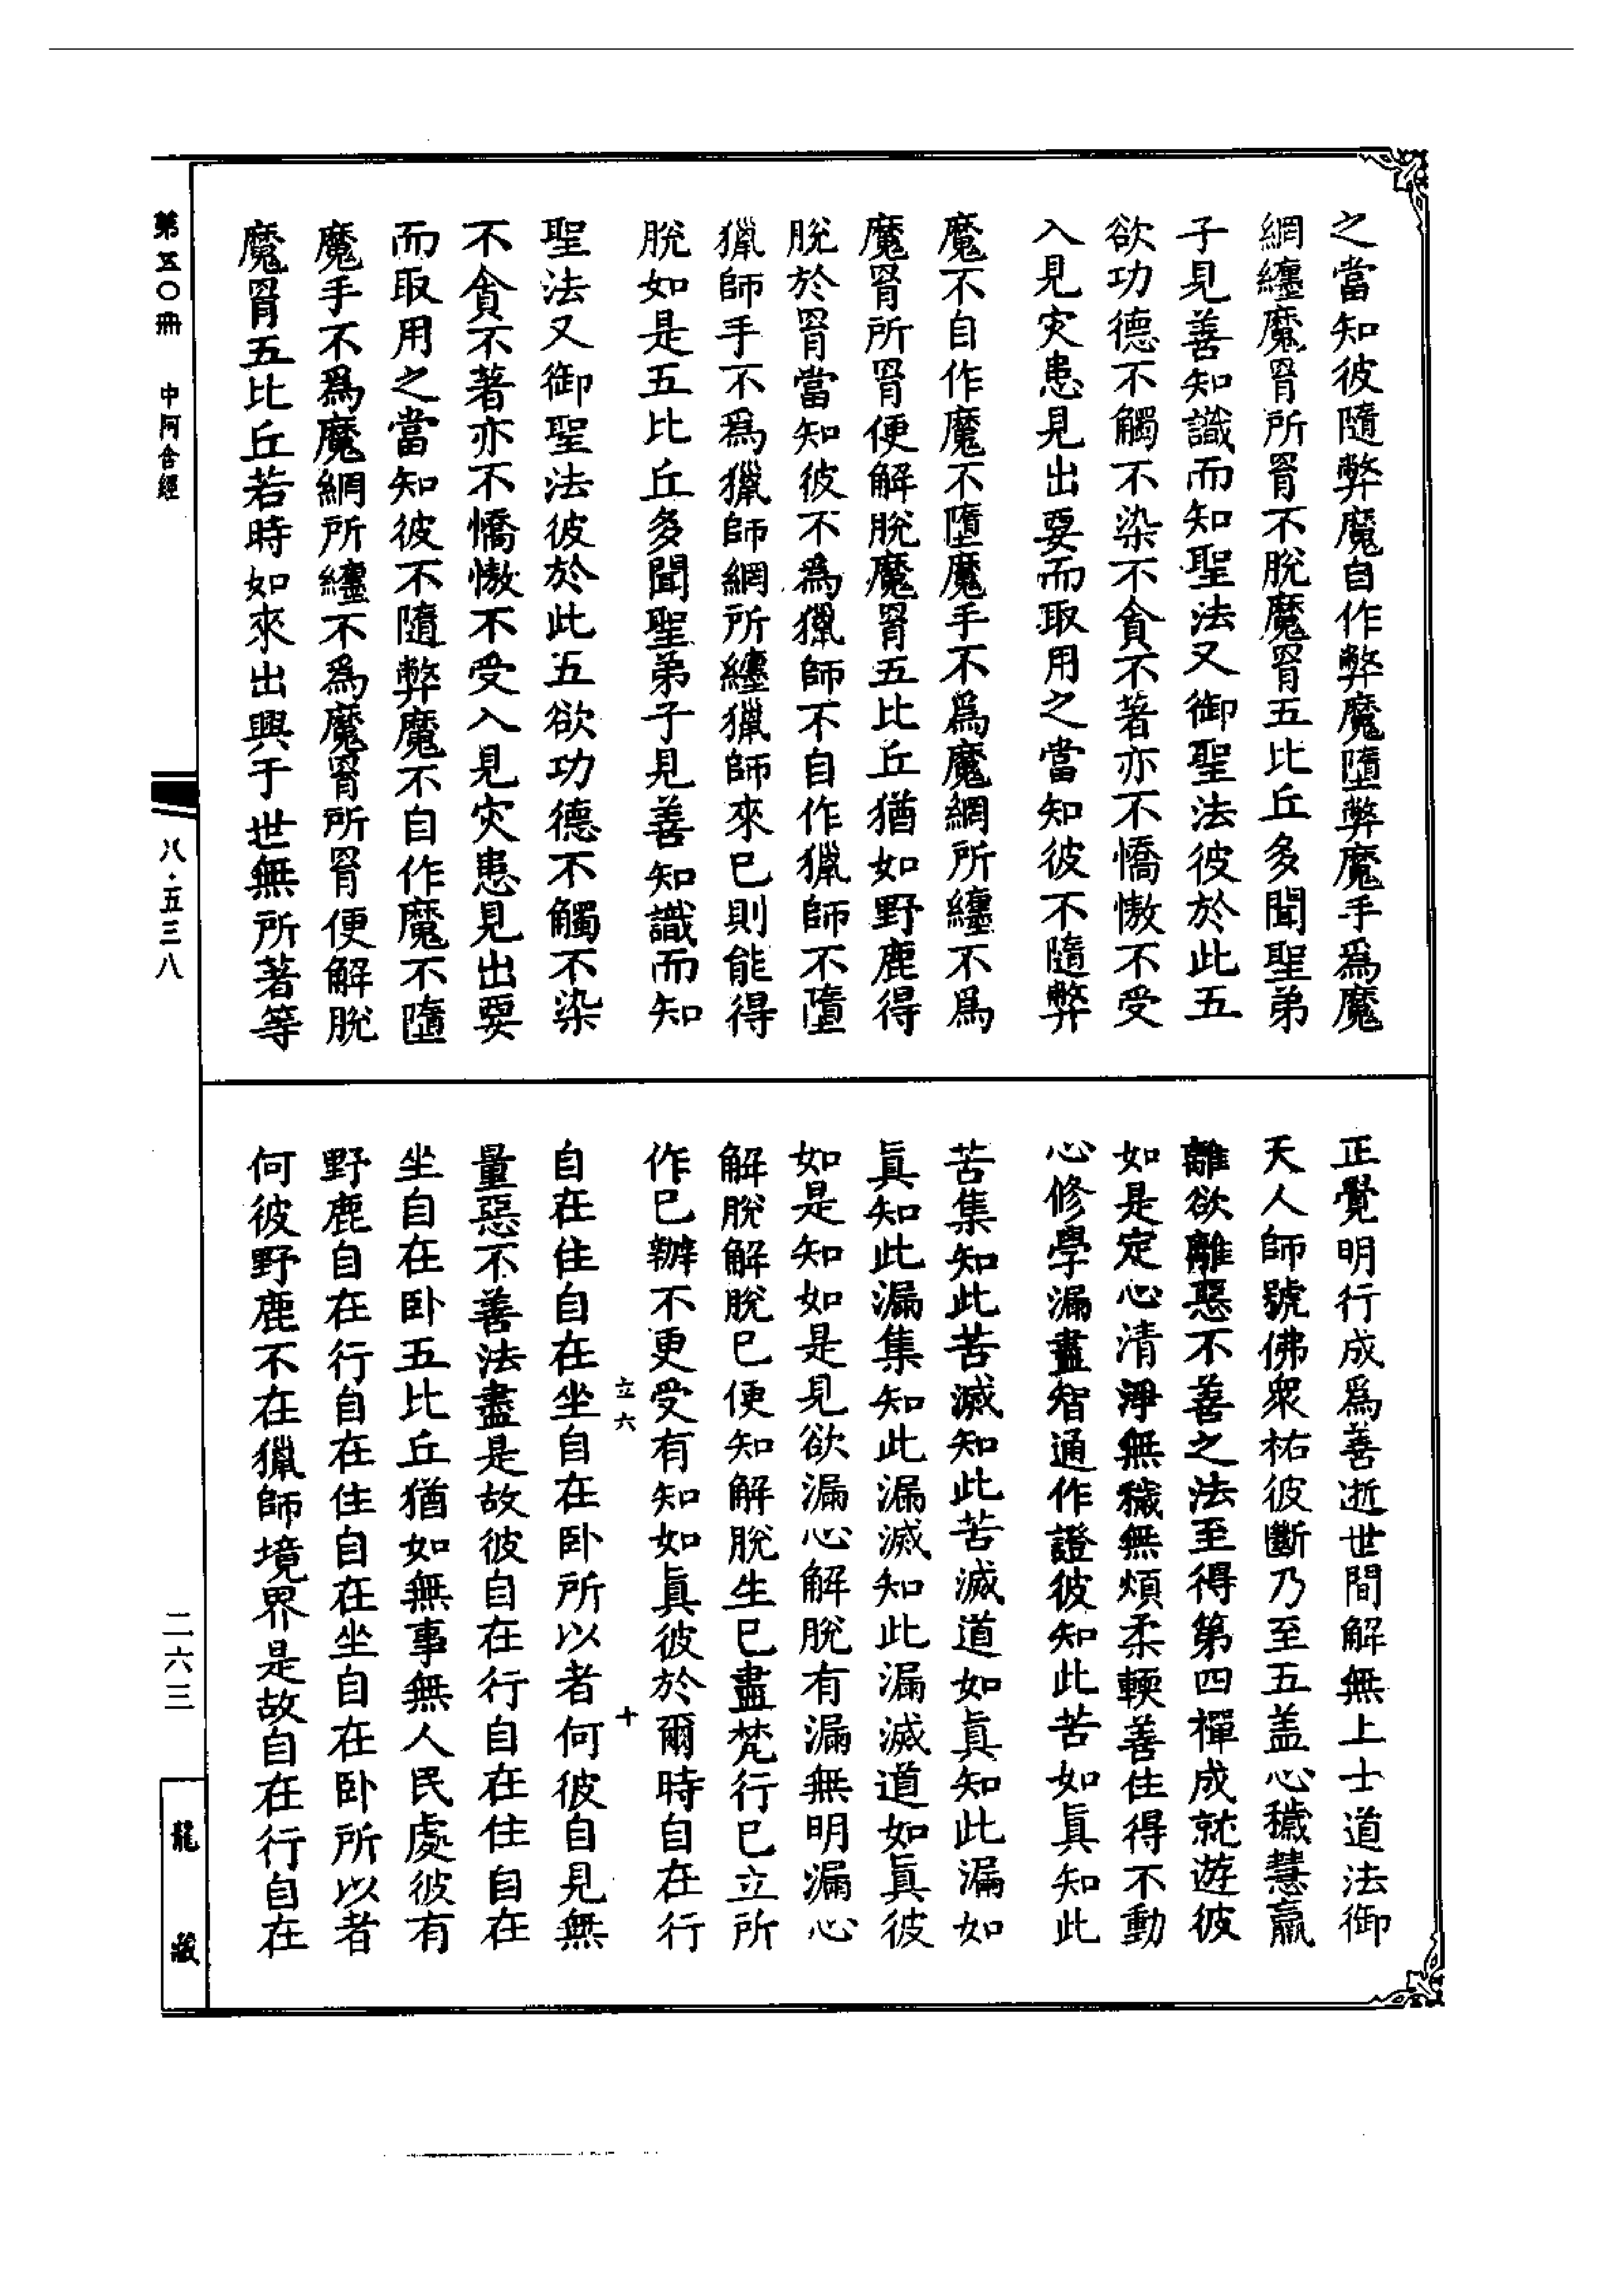 之當知彼隨弊魔自作弊魔墮弊魔手爲魔
網纏魔罥所罥不脫魔罥五比丘多聞聖弟
子見善知識而知聖法又御聖法彼於此五
欲功德不觸不染不貪不著亦不憍慠不受
入見灾患見出要而取用之當知彼不隨弊
魔不自作魔不墮魔手不爲魔網所纏不爲
魔罥所罥便解脫魔罥五比丘猶如野鹿得
脫於罥當知彼不爲獵師不自作獵師不墮
獵師手不爲獵師網所纏獵師來已則能得
脫如是五比丘多聞聖弟子見善知識而知
聖法又御聖法彼於此五欲功德不觸不染
不貪不著亦不憍慠不受入見灾患見出要
而取用之當知彼不隨弊魔不自作魔不墮
魔手不爲魔網所纏不爲魔罥所罥便解脫
魔罥五比丘若時如來出興于世無所著等
正覺明行成爲善逝世間解無上士道法御
天人師號佛衆祐彼斷乃至五盖心穢慧羸
離欲離惡不善之法至得第四禪成就遊彼
如是定心清淨無穢無煩柔輭善住得不動
心修學漏盡智通作證彼知此苦如眞知此
苦集知此苦滅知此苦滅道如眞知此漏如
眞知此漏集知此漏滅知此漏滅道如眞彼
如是知如是見欲漏心解脫有漏無明漏心
解脫解脫已便知解脫生已盡梵行已立所
作已辦不更受有知如眞彼於爾時自在行
立六 十
自在住自在坐自在卧所以者何彼自見無
量惡不善法盡是故彼自在行自在住自在
坐自在卧五比丘猶如無事無人民處彼有
野鹿自在行自在住自在坐自在卧所以者
何彼野鹿不在獵師境界是故自在行自在
第五〇冊 中阿含經
八·五三八
二六三
龍藏